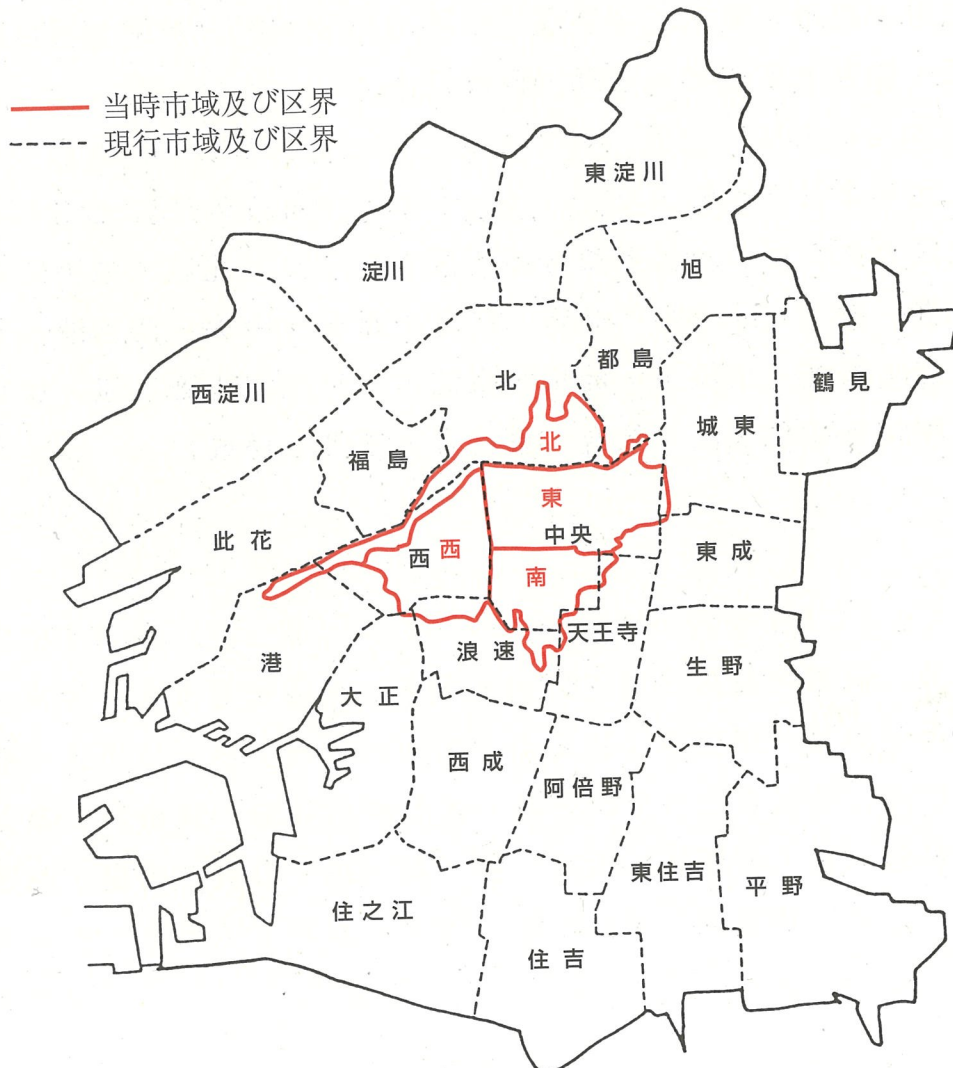 当時市域及び区界
現行市域及び区界
東淀川
淀川
旭
都島
北
鶴見
西淀川
城東
北
福島
東
此花
中央
東成
西
西
南
天王寺
浪速
生野
港
大正
西成
阿倍野
東住吉
平野
住之江
住吉